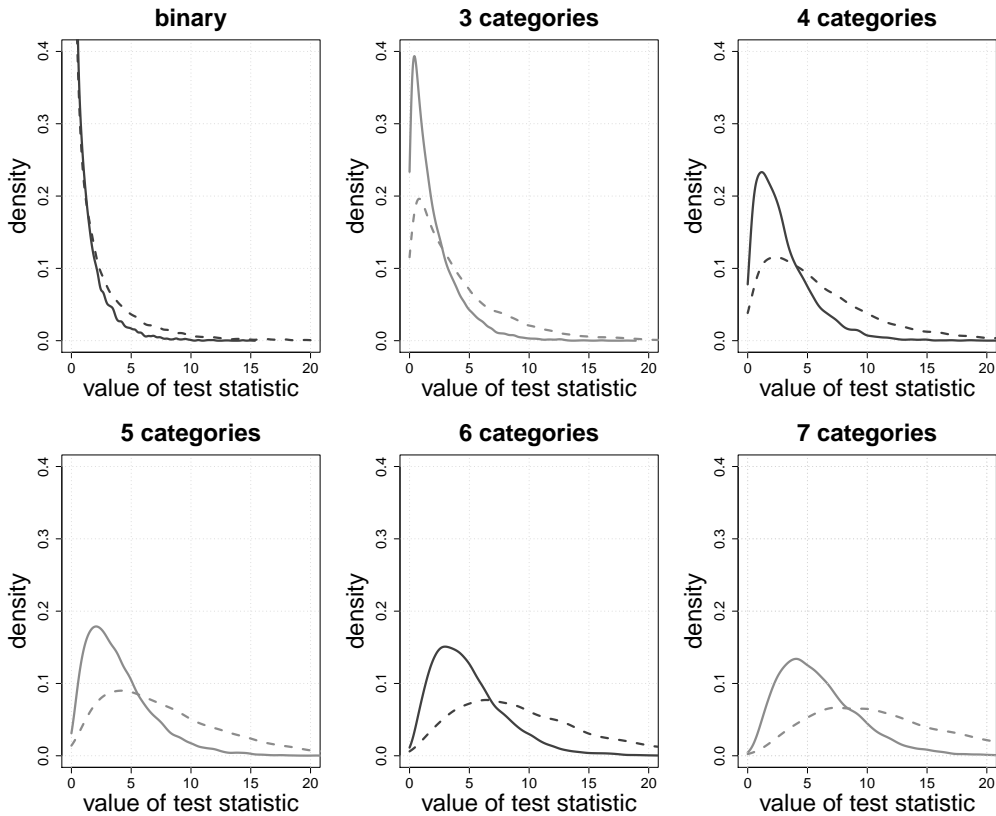 binary
3 categories
4 categories
density
0.0 0.1 0.2 0.3 0.4
0 5 10 15 20
value of test statistic
density
0.0 0.1 0.2 0.3 0.4
0 5 10 15 20
value of test statistic
density
0.0 0.1 0.2 0.3 0.4
0 5 10 15 20
value of test statistic
5 categories
6 categories
7 categories
density
0.0 0.1 0.2 0.3 0.4
0 5 10 15 20
value of test statistic
density
0.0 0.1 0.2 0.3 0.4
0 5 10 15 20
value of test statistic
density
0.0 0.1 0.2 0.3 0.4
0 5 10 15 20
value of test statistic